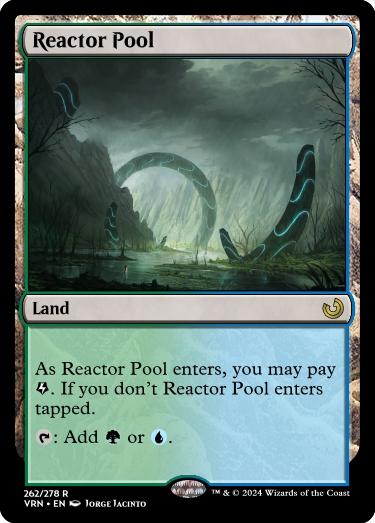 Reactor Pool
Land
As Reactor Pool enters, you may pay
. If you don't Reactor Pool enters
tapped.
: Add or .
262/278 R
VRN • EN Jorge Jacinto
™ & © 2024 Wizards of the Coast